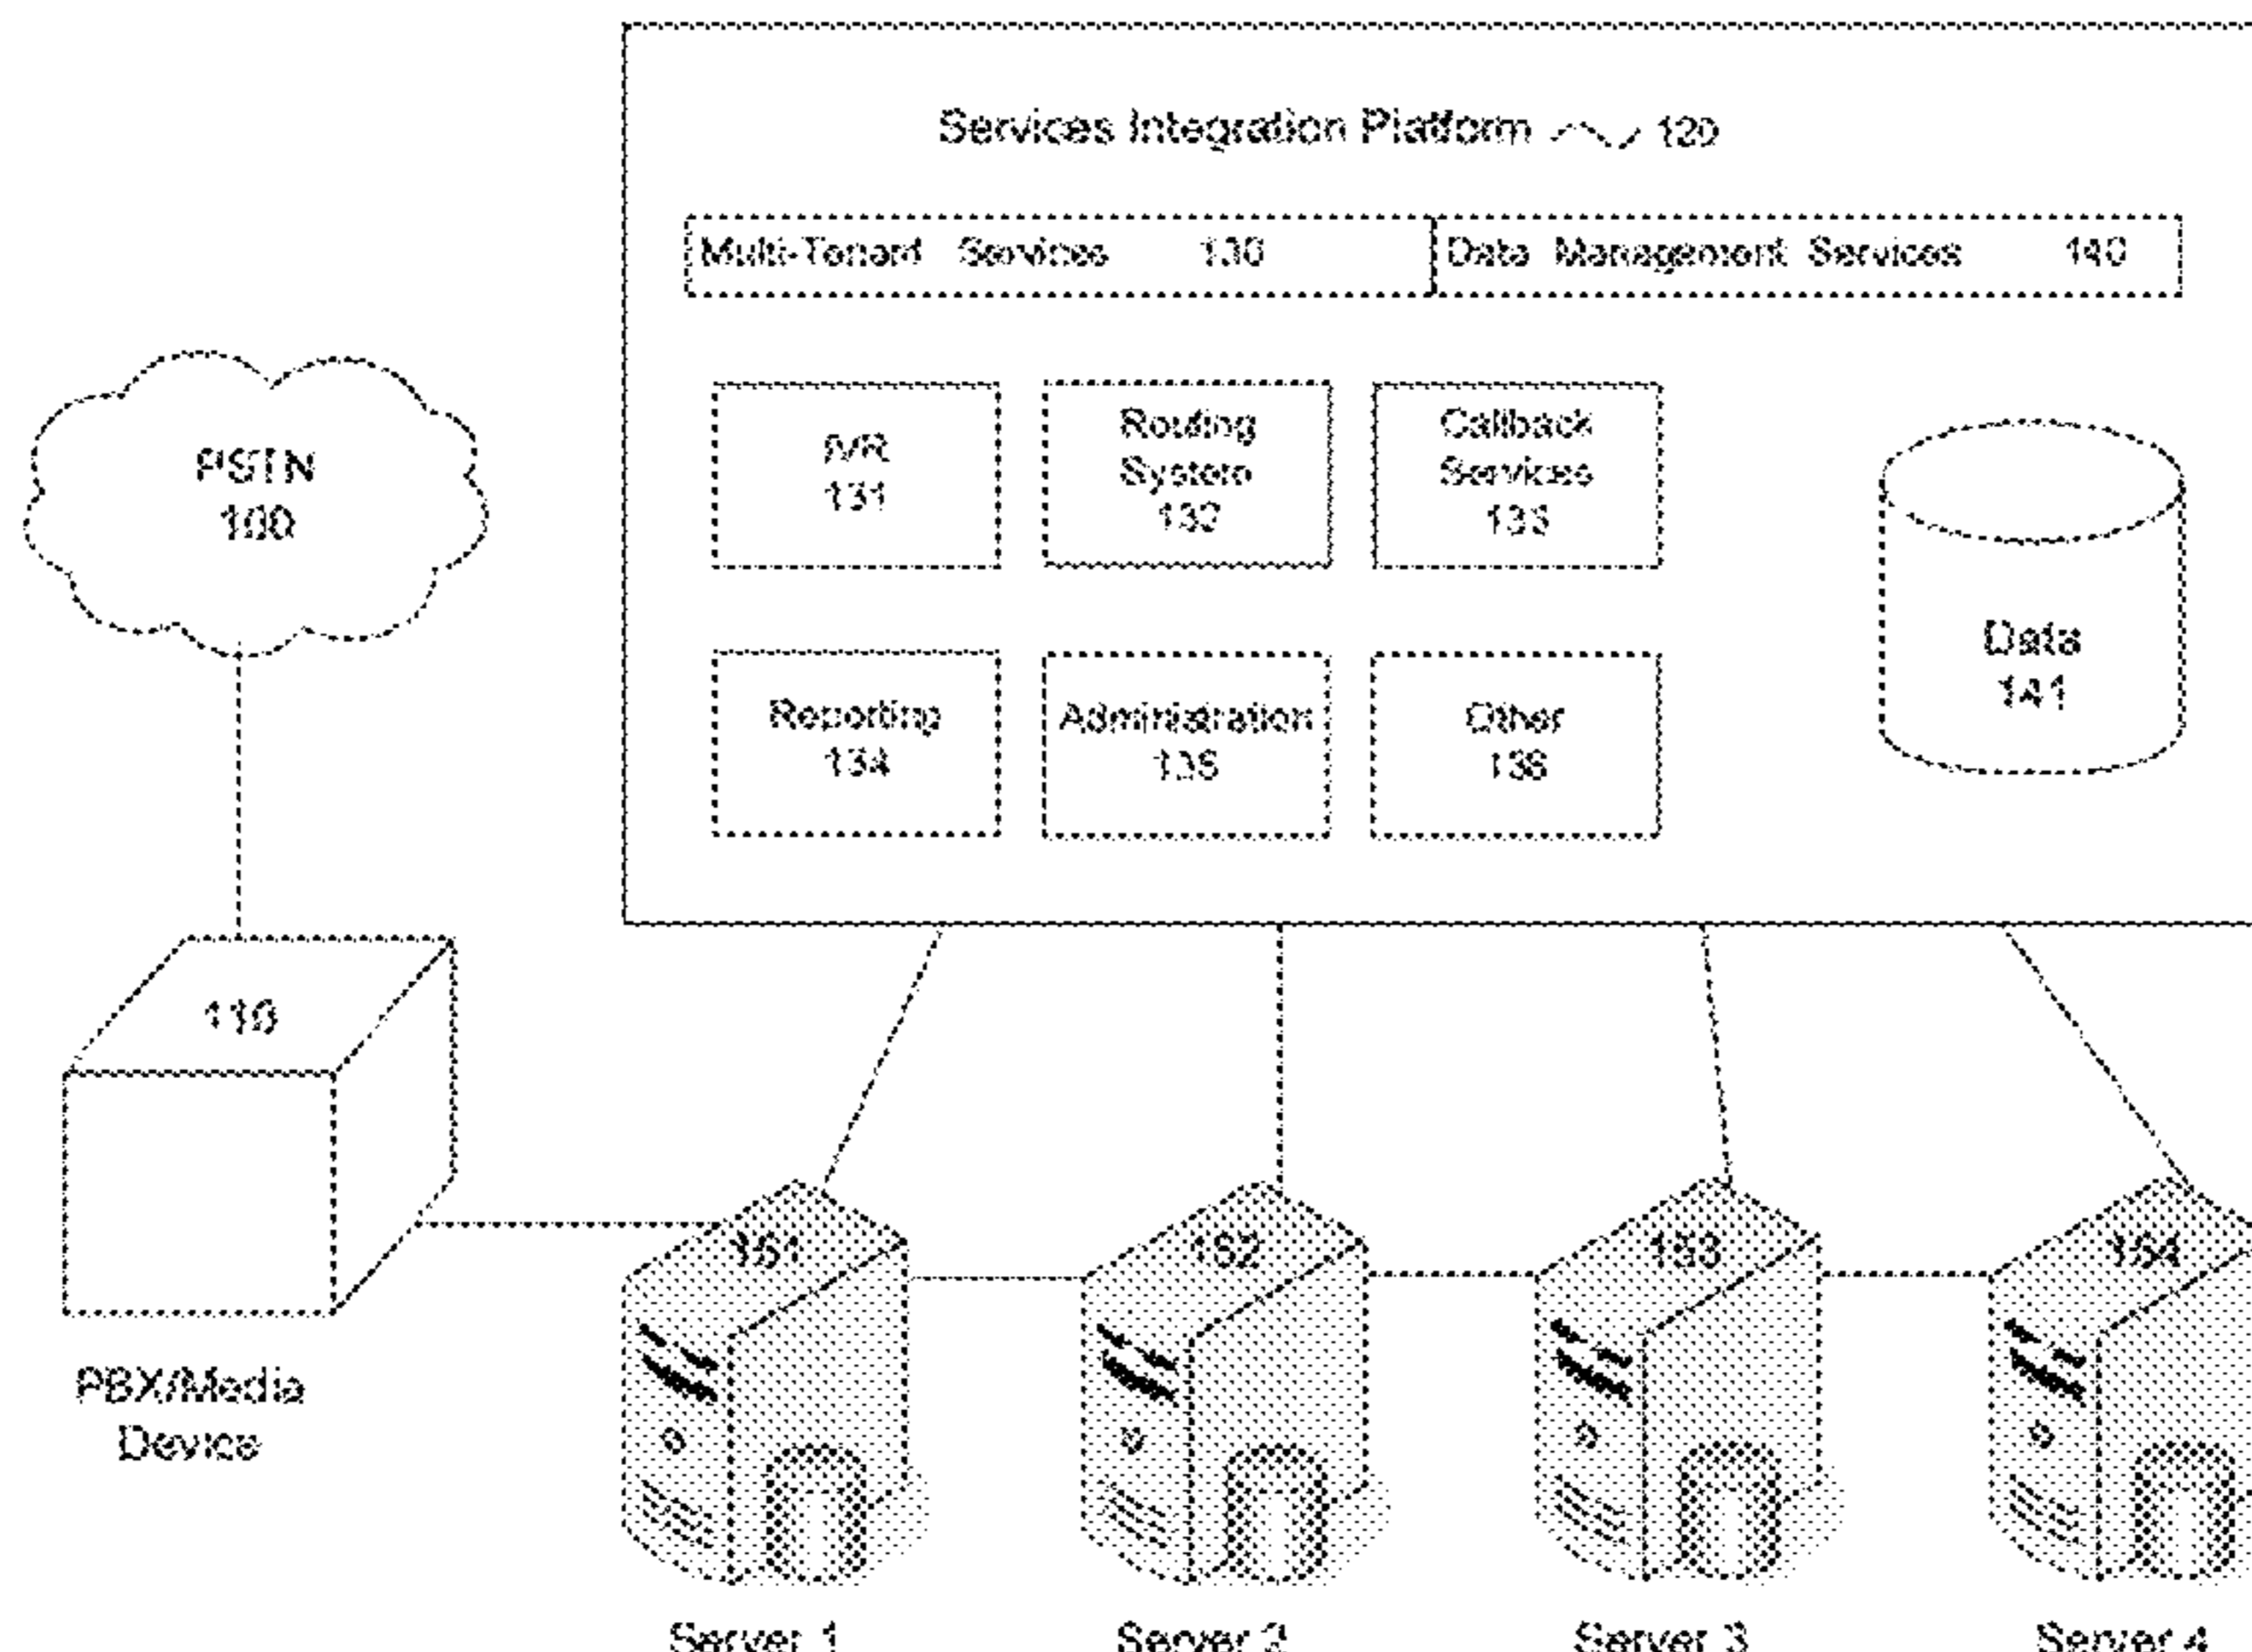 Services Integration Platform 120
Multi-Tenant Services 130
Data Management Services 140
PSTN
100
IVR
131
Routing
System
132
Callback
Services
133
Data
141
Reporting
134
Administration
135
Other
136
110
151
152
153
154
PBX/Media
Device
Server 1
Server 2
Server 3
Server 4